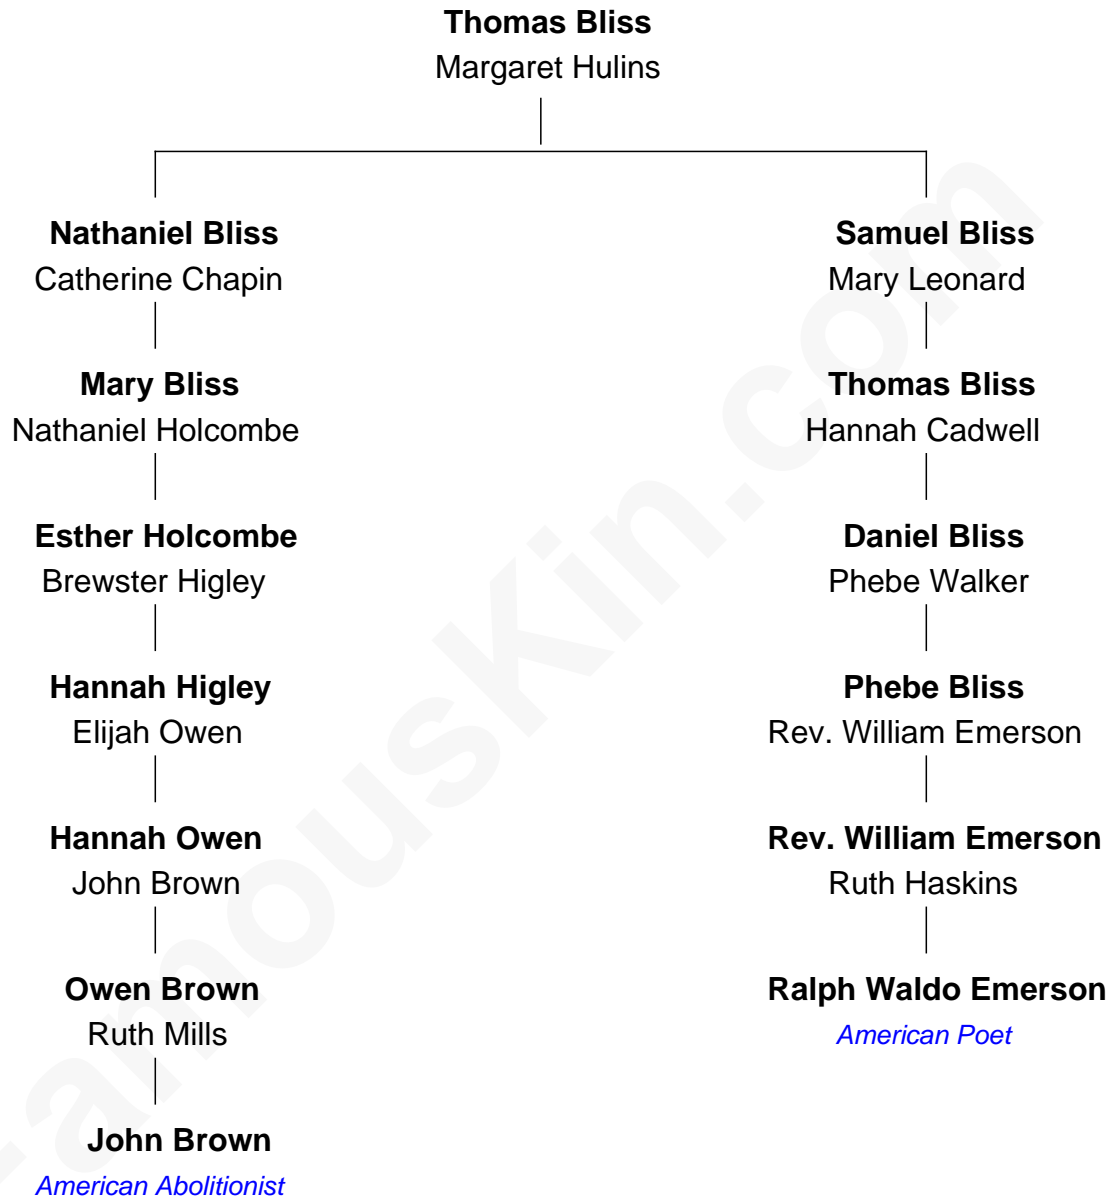 Thomas Bliss
Margaret Hulins
Nathaniel Bliss
Catherine Chapin
Mary Bliss
Nathaniel Holcombe
Esther Holcombe
Brewster Higley
Hannah Higley
Elijah Owen
Hannah Owen
John Brown
Owen Brown
Ruth Mills
John Brown
American Abolitionist
Samuel Bliss
Mary Leonard
Thomas Bliss
Hannah Cadwell
Daniel Bliss
Phebe Walker
Phebe Bliss
Rev. William Emerson
Rev. William Emerson
Ruth Haskins
Ralph Waldo Emerson
American Poet
FamousKin.com